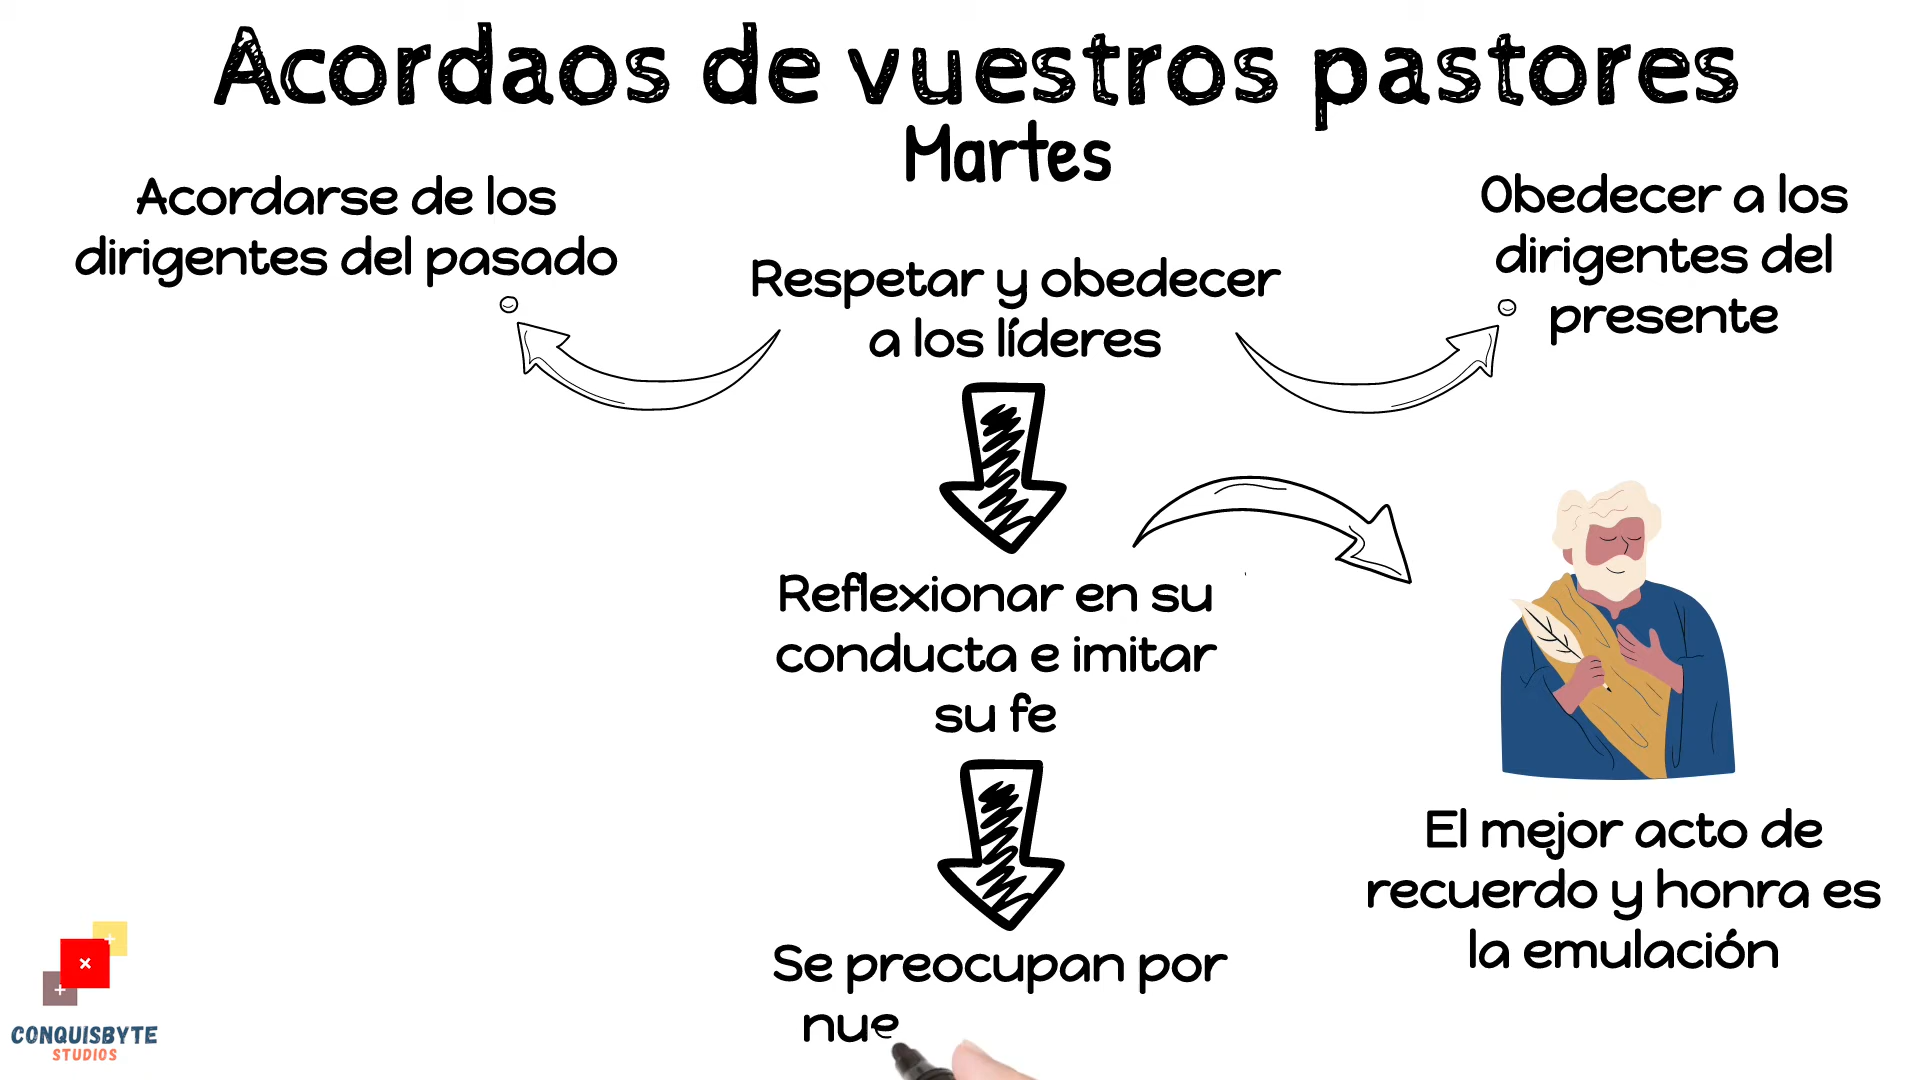 Acordaos de vuestros pastores
Martes
Acordarse de los
dirigentes del pasado
Respetar y obedecer
a los líderes
Obedecer a los
dirigentes del
presente
Reflexionar en su
conducta e imitar
su fe
El mejor acto de
recuerdo y honra es
la emulación
Se preocupan por
nue
CONQUISBYTE
STUDIOS